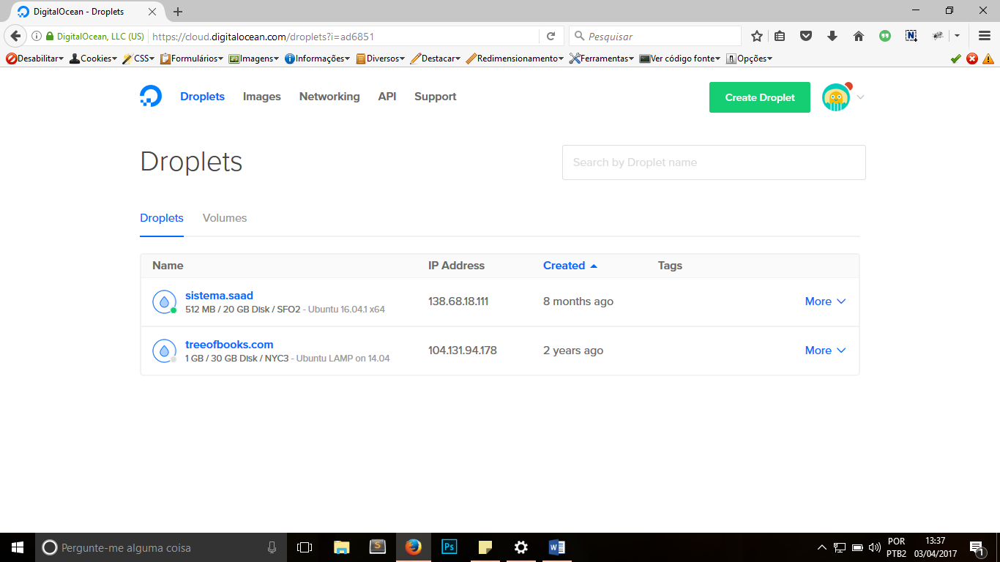 DigitalOcean - Droplets
DigitalOcean, LLC (US) https://cloud.digitalocean.com/droplets?i=ad6851 Pesquisar
Desabilitar Cookies CSS Formulários Imagens Informações Diversos Destacar Redimensionamento Ferramentas Ver código fonte Opções
Droplets Images Networking API Support Create Droplet
Droplets Search by Droplet name
Droplets Volumes
Name IP Address Created Tags
sistema.saad
512 MB / 20 GB Disk / SFO2 - Ubuntu 16.04.1 x64
138.68.18.111 8 months ago More
treeofbooks.com
1 GB / 30 GB Disk / NYC3 - Ubuntu LAMP on 14.04
104.131.94.178 2 years ago More
Pergunte-me alguma coisa
S Ps W
POR
PTB2
13:37
03/04/2017
1